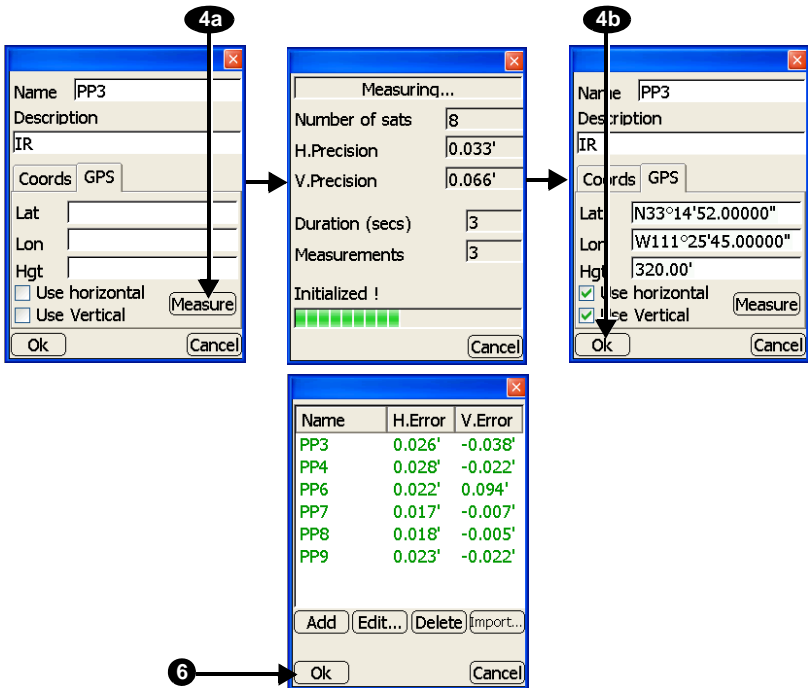 4a
4b
Name PP3
Description
IR
Coords GPS
Lat
Lon
Hgt
Use horizontal
Use Vertical
Measure
Ok Cancel
Measuring...
Number of sats 8
H.Precision 0.033'
V.Precision 0.066'
Duration (secs) 3
Measurements 3
Initialized !
Cancel
Name PP3
Description
IR
Coords GPS
Lat N33°14'52.00000"
Lon W111°25'45.00000"
Hgt 320.00'
Use horizontal
Use Vertical
Measure
Ok Cancel
Name H.Error V.Error
PP3 0.026' -0.038'
PP4 0.028' -0.022'
PP6 0.022' 0.094'
PP7 0.017' -0.007'
PP8 0.018' -0.005'
PP9 0.023' -0.022'
Add Edit... Delete Import...
6
Ok Cancel